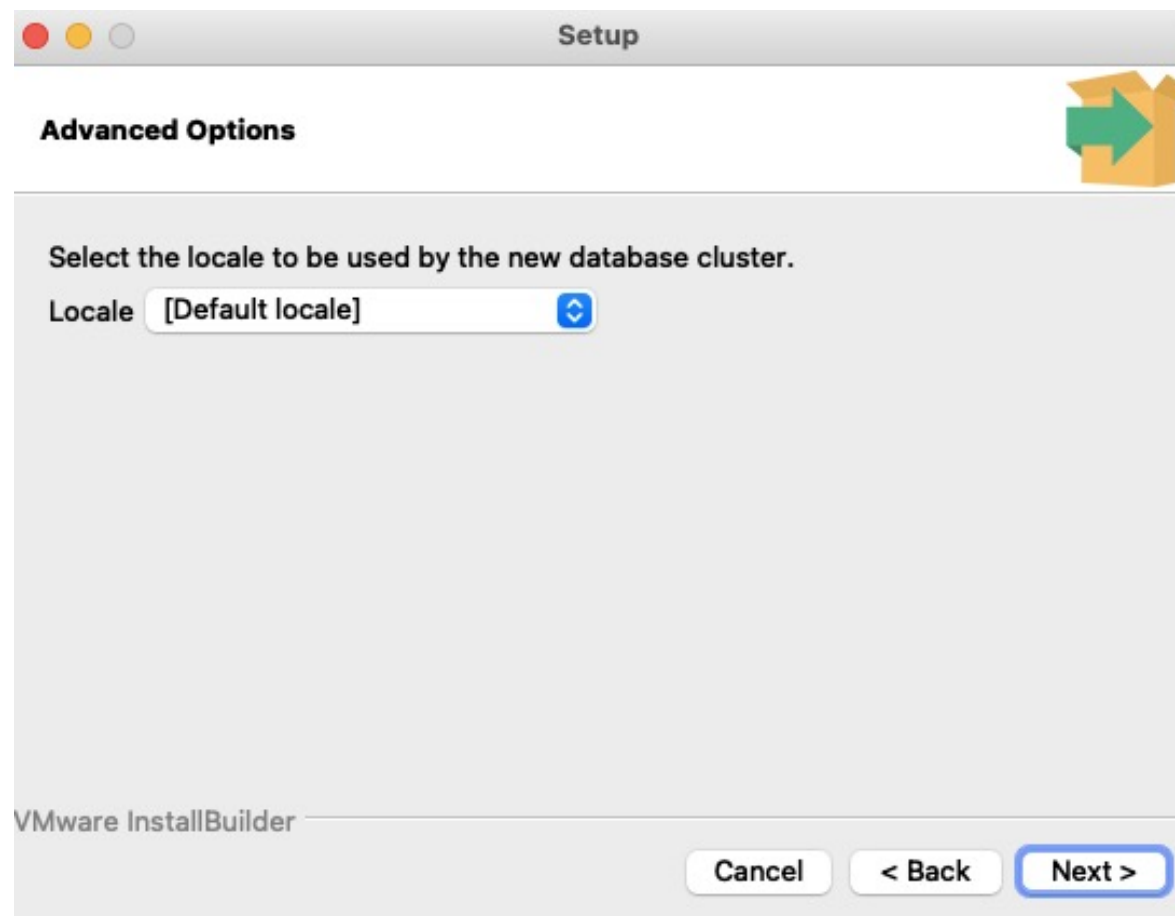 Setup
Advanced Options
Select the locale to be used by the new database cluster.
Locale [Default locale]
VMware InstallBuilder
Cancel < Back Next >